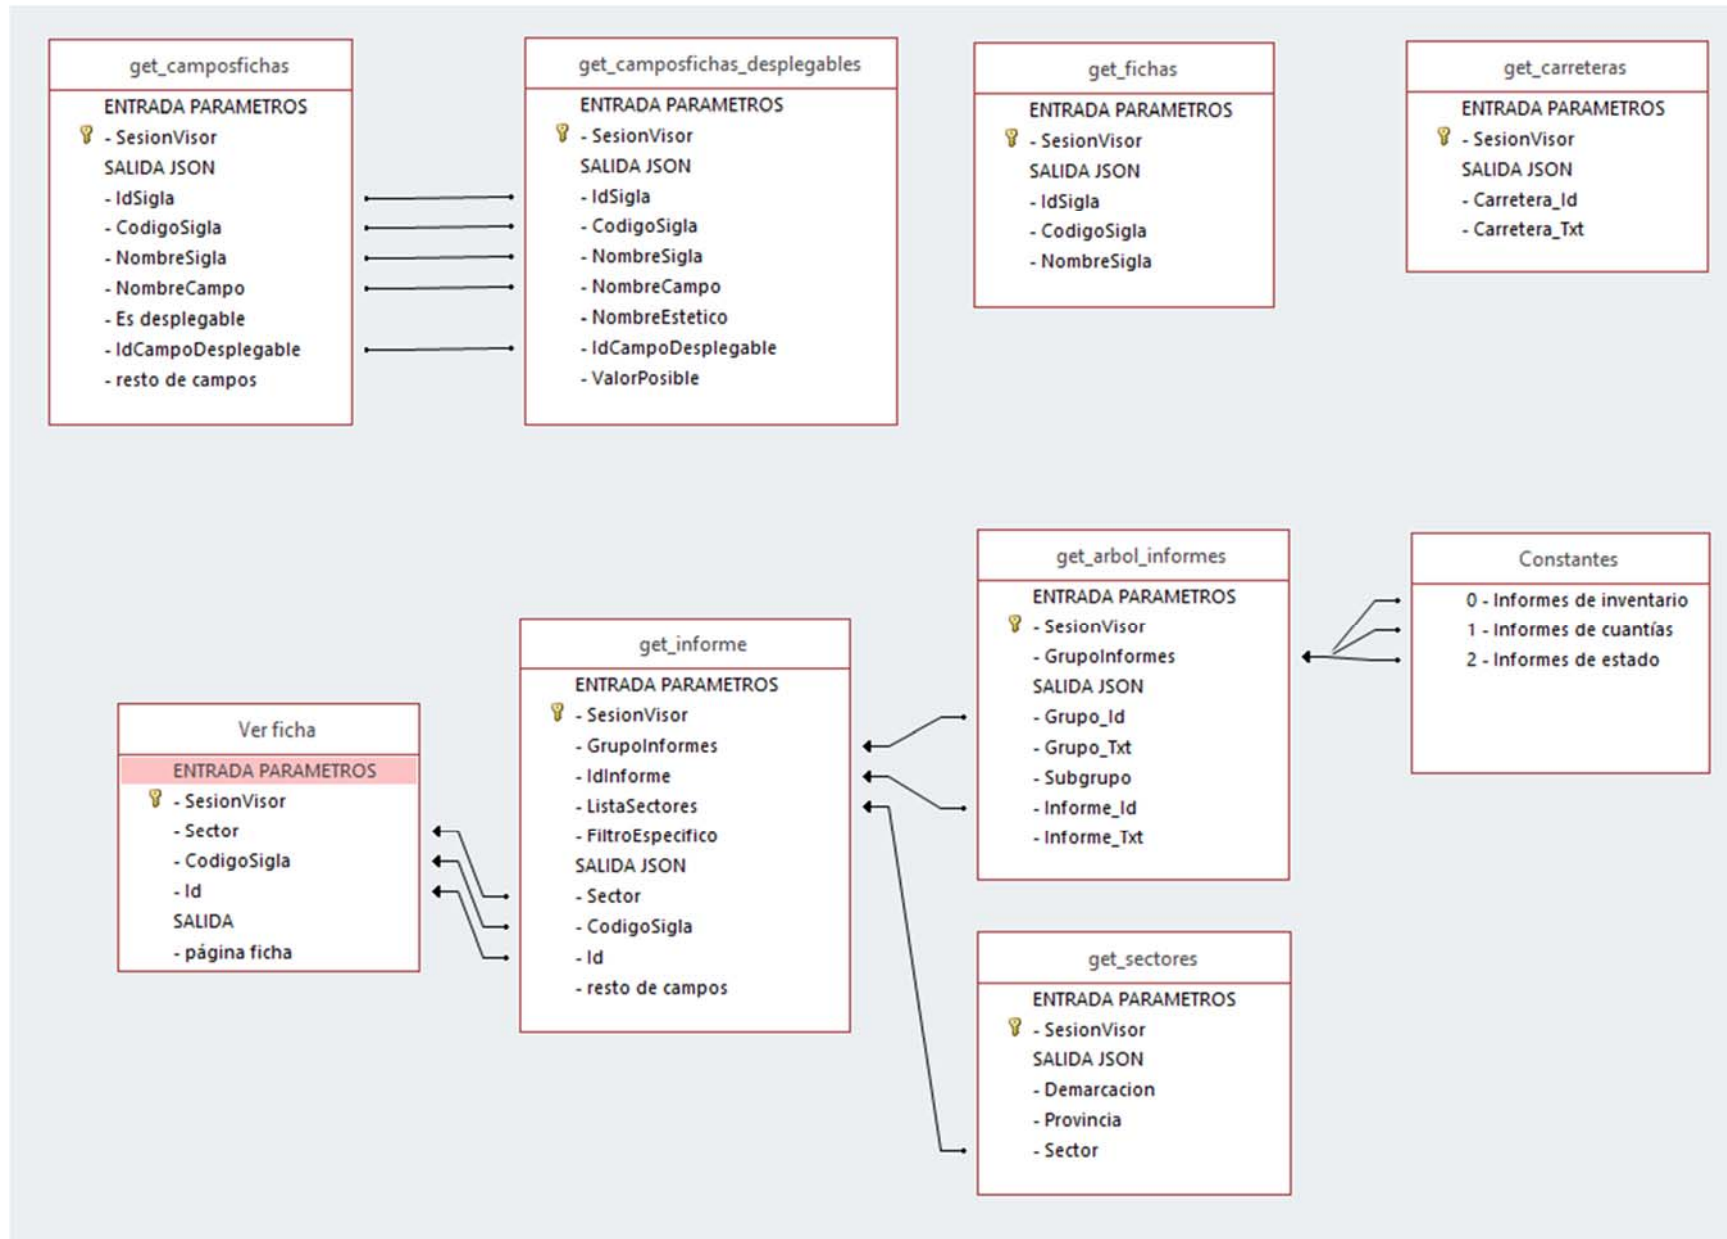 get_camposfichas
ENTRADA PARAMETROS
- SesionVisor
SALIDA JSON
- IdSigla
- CodigoSigla
- NombreSigla
- NombreCampo
- Es desplegable
- IdCampoDesplegable
- resto de campos
get_camposfichas_desplegables
ENTRADA PARAMETROS
- SesionVisor
SALIDA JSON
- IdSigla
- CodigoSigla
- NombreSigla
- NombreCampo
- NombreEstetico
- IdCampoDesplegable
- ValorPosible
get_fichas
ENTRADA PARAMETROS
- SesionVisor
SALIDA JSON
- IdSigla
- CodigoSigla
- NombreSigla
get_carreteras
ENTRADA PARAMETROS
- SesionVisor
SALIDA JSON
- Carretera_Id
- Carretera_Txt
Ver ficha
ENTRADA PARAMETROS
- SesionVisor
- Sector
- CodigoSigla
- Id
SALIDA
- página ficha
get_informe
ENTRADA PARAMETROS
- SesionVisor
- GrupoInformes
- IdInforme
- ListaSectores
- FiltroEspecifico
SALIDA JSON
- Sector
- CodigoSigla
- Id
- resto de campos
get_arbol_informes
ENTRADA PARAMETROS
- SesionVisor
- GrupoInformes
SALIDA JSON
- Grupo_Id
- Grupo_Txt
- Subgrupo
- Informe_Id
- Informe_Txt
Constantes
0 - Informes de inventario
1 - Informes de cuantías
2 - Informes de estado
get_sectores
ENTRADA PARAMETROS
- SesionVisor
SALIDA JSON
- Demarcacion
- Provincia
- Sector